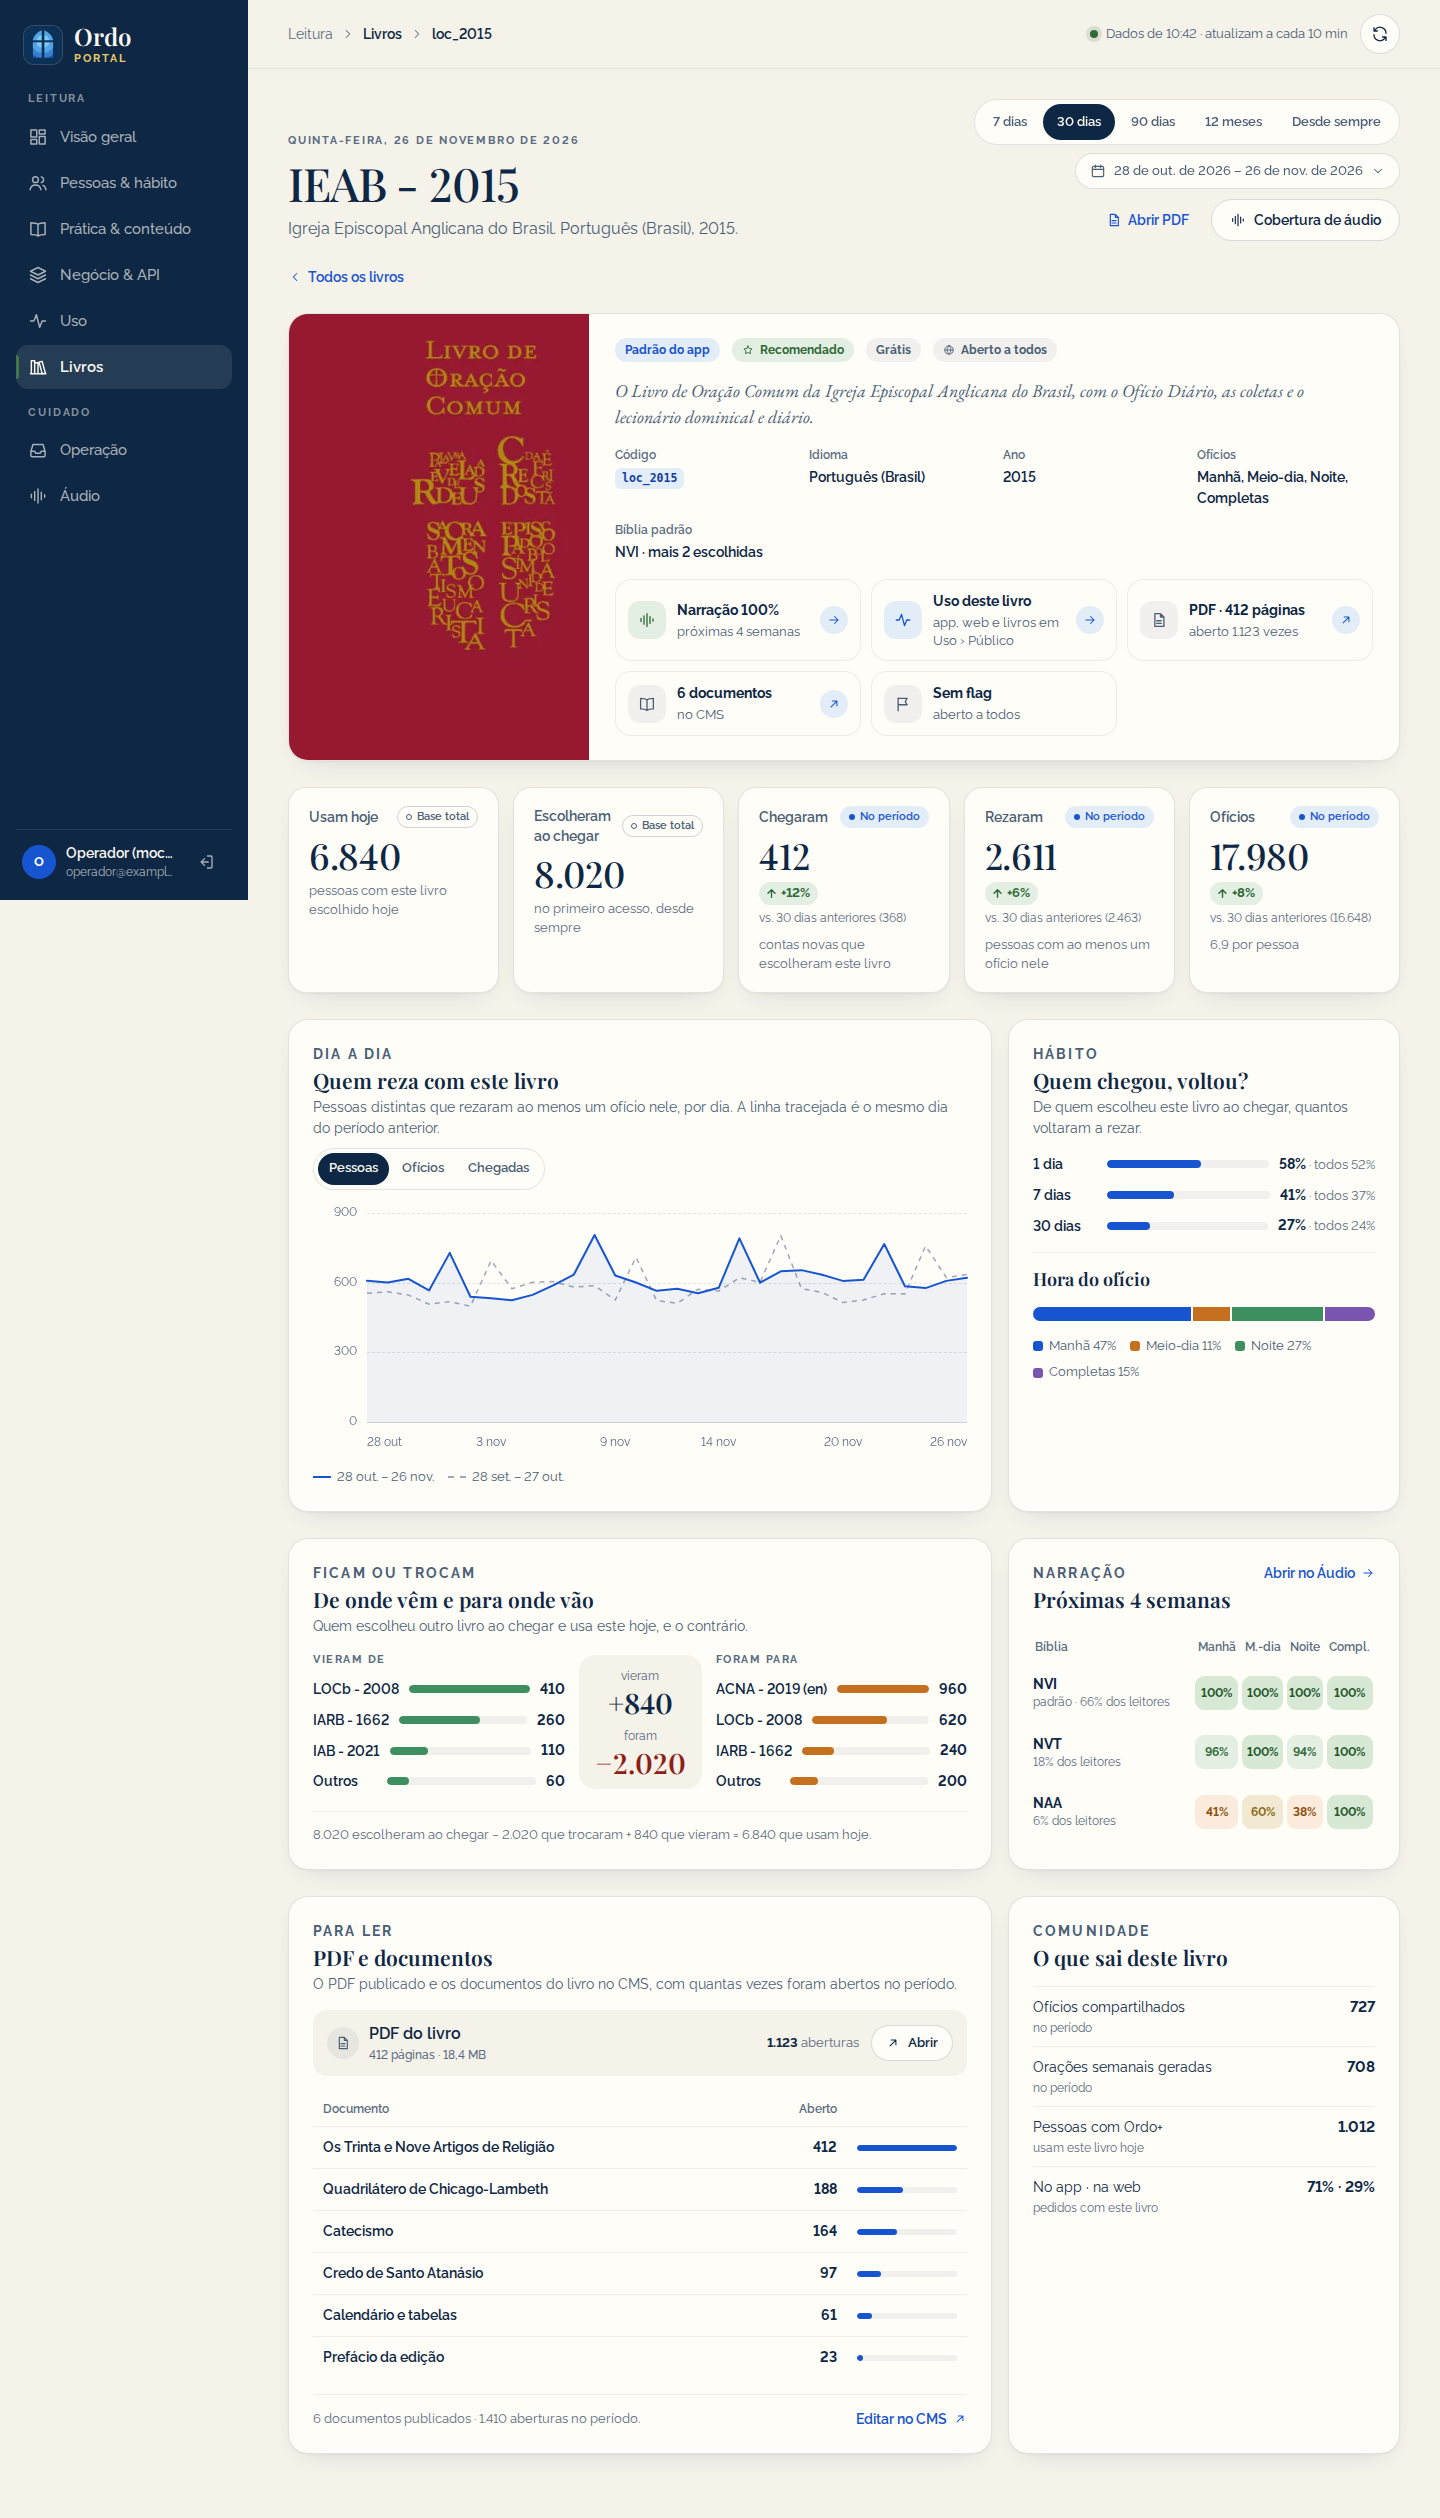 Ordo
PORTAL
LEITURA
Visão geral
Pessoas & hábito
Prática & conteúdo
Negócio & API
Uso
Livros
CUIDADO
Operação
Áudio
O
Operador (moc...
operador@exampl...
Leitura > Livros > loc_2015
Dados de 10:42 · atualizam a cada 10 min
QUINTA-FEIRA, 26 DE NOVEMBRO DE 2026
IEAB - 2015
Igreja Episcopal Anglicana do Brasil. Português (Brasil), 2015.
7 dias 30 dias 90 dias 12 meses Desde sempre
28 de out. de 2026 – 26 de nov. de 2026
Abrir PDF Cobertura de áudio
Todos os livros
LIVRO DE
ORAÇÃO
COMUM
Padrão do app Recomendado Grátis Aberto a todos
O Livro de Oração Comum da Igreja Episcopal Anglicana do Brasil, com o Ofício Diário, as coletas e o
lecionário dominical e diário.
Código Idioma Ano Ofícios
loc_2015 Português (Brasil) 2015 Manhã, Meio-dia, Noite,
Completas
Bíblia padrão
NVI · mais 2 escolhidas
Narração 100%
próximas 4 semanas
Uso deste livro
app, web e livros em
Uso › Público
PDF · 412 páginas
aberto 1.123 vezes
6 documentos
no CMS
Sem flag
aberto a todos
Usam hoje Base total
6.840
pessoas com este livro
escolhido hoje
Escolheram
ao chegar Base total
8.020
no primeiro acesso, desde
sempre
Chegaram No período
412
+12%
vs. 30 dias anteriores (368)
contas novas que
escolheram este livro
Rezaram No período
2.611
+6%
vs. 30 dias anteriores (2.463)
pessoas com ao menos um
ofício nele
Ofícios No período
17.980
+8%
vs. 30 dias anteriores (16.648)
6,9 por pessoa
DIA A DIA
Quem reza com este livro
Pessoas distintas que rezaram ao menos um ofício nele, por dia. A linha tracejada é o mesmo dia
do período anterior.
Pessoas Ofícios Chegadas
900
600
300
0
28 out 3 nov 9 nov 14 nov 20 nov 26 nov
28 out. – 26 nov. 28 set. – 27 out.
HÁBITO
Quem chegou, voltou?
De quem escolheu este livro ao chegar, quantos
voltaram a rezar.
1 dia 58% · todos 52%
7 dias 41% · todos 37%
30 dias 27% · todos 24%
Hora do ofício
Manhã 47% Meio-dia 11% Noite 27%
Completas 15%
FICAM OU TROCAM
De onde vêm e para onde vão
Quem escolheu outro livro ao chegar e usa este hoje, e o contrário.
VIERAM DE
LOCb - 2008 410
IARB - 1662 260
IAB - 2021 110
Outros 60
vieram
+840
foram
−2.020
FORAM PARA
ACNA - 2019 (en) 960
LOCb - 2008 620
IARB - 1662 240
Outros 200
8.020 escolheram ao chegar − 2.020 que trocaram + 840 que vieram = 6.840 que usam hoje.
NARRAÇÃO
Abrir no Áudio
Próximas 4 semanas
Bíblia Manhã M.-dia Noite Compl.
NVI
padrão · 66% dos leitores
100% 100% 100% 100%
NVT
18% dos leitores
96% 100% 94% 100%
NAA
6% dos leitores
41% 60% 38% 100%
PARA LER
PDF e documentos
O PDF publicado e os documentos do livro no CMS, com quantas vezes foram abertos no período.
PDF do livro
412 páginas · 18,4 MB
1.123 aberturas
Abrir
Documento Aberto
Os Trinta e Nove Artigos de Religião 412
Quadrilátero de Chicago-Lambeth 188
Catecismo 164
Credo de Santo Atanásio 97
Calendário e tabelas 61
Prefácio da edição 23
6 documentos publicados · 1.410 aberturas no período.
Editar no CMS
COMUNIDADE
O que sai deste livro
Ofícios compartilhados 727
no período
Orações semanais geradas 708
no período
Pessoas com Ordo+ 1.012
usam este livro hoje
No app · na web 71% · 29%
pedidos com este livro